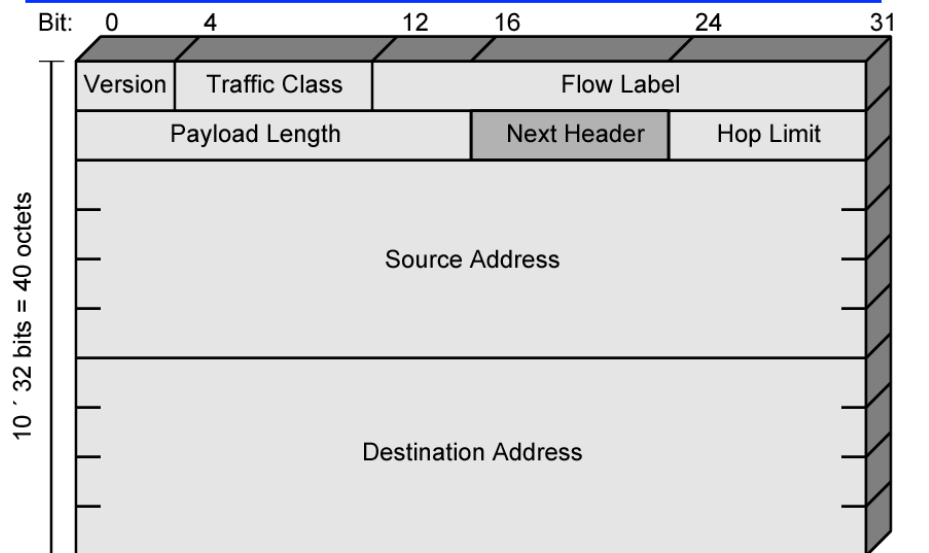 Bit: 0 4 12 16 24 31
Version Traffic Class Flow Label
Payload Length Next Header Hop Limit
Source Address
Destination Address
10 ´ 32 bits = 40 octets